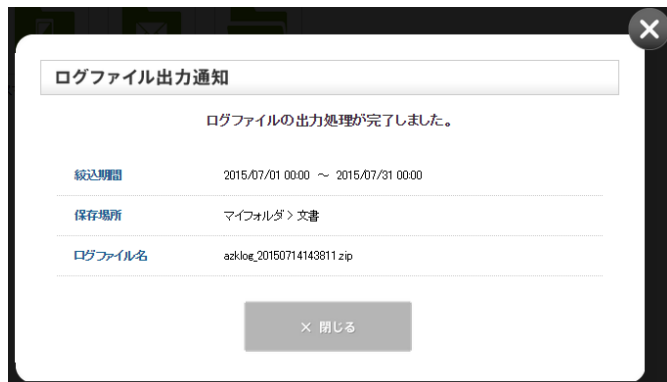 ログファイル出力通知
ログファイルの出力処理が完了しました。
絞込期間 2015/07/01 00:00 ～ 2015/07/31 00:00
保存場所 マイフォルダ > 文書
ログファイル名 azklog_20150714143811.zip
× 閉じる